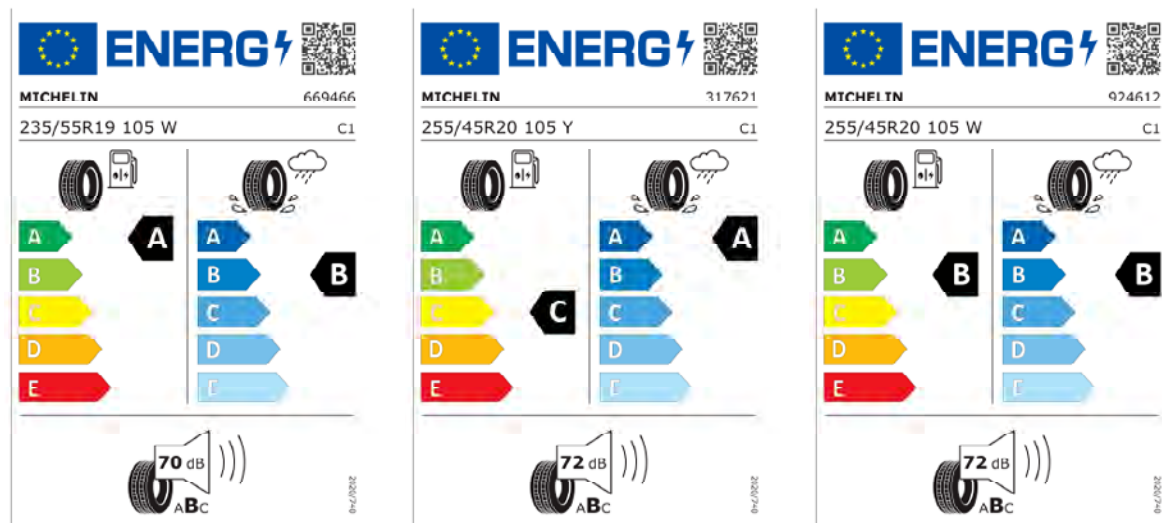 ENERG
MICHELIN 669466
235/55R19 105 W C1
A A A
B B B
C C
D D
E E
70 dB
ABC
2020/740
ENERG
MICHELIN 317621
255/45R20 105 Y C1
A A A
B B
C C C
D D
E E
72 dB
ABC
2020/740
ENERG
MICHELIN 924612
255/45R20 105 W C1
A A
B B B B
C C
D D
E E
72 dB
ABC
2020/740